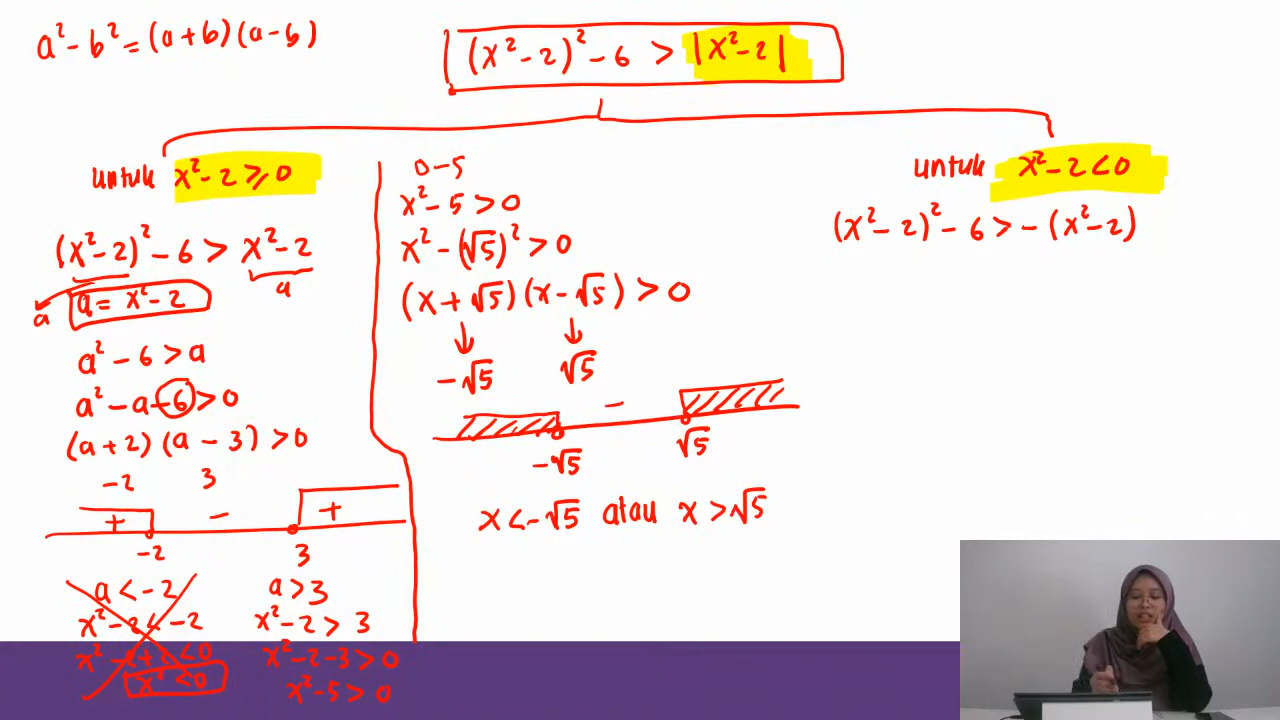 a² - b² = (a + b) (a - b)
(x² - 2)² - 6 > |x² - 2|
untuk x² - 2 ≥ 0
(x² - 2)² - 6 > x² - 2
a a = x² - 2 a
a² - 6 > a
a² - a - 6 > 0
(a + 2) (a - 3) > 0
-2 3
+ - +
-2 3
a < -2 a > 3
x² - 2 < -2 x² - 2 > 3
x² - 2 + 2 < 0 x² - 2 - 3 > 0
x² < 0 x² - 5 > 0
0 - 5
x² - 5 > 0
x² - (√5)² > 0
(x + √5) (x - √5) > 0
-√5 √5
-
-√5 √5
x < -√5 atau x > √5
untuk x² - 2 < 0
(x² - 2)² - 6 > - (x² - 2)